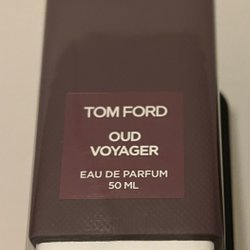 TOM FORD
OUD
VOYAGER
EAU DE PARFUM
50 ML